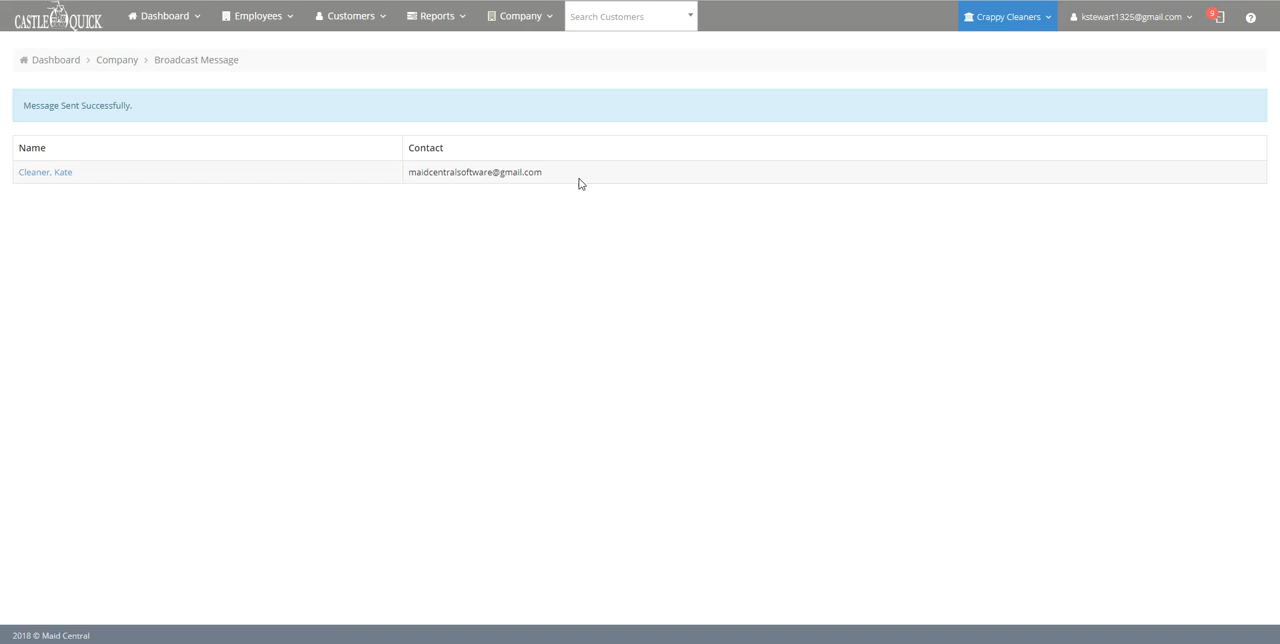 CASTLE QUICK Dashboard Employees Customers Reports Company Search Customers Crappy Cleaners kstewart1325@gmail.com 9
Dashboard > Company > Broadcast Message
Message Sent Successfully.
Name Contact
Cleaner, Kate maidcentralsoftware@gmail.com
2018 © Maid Central